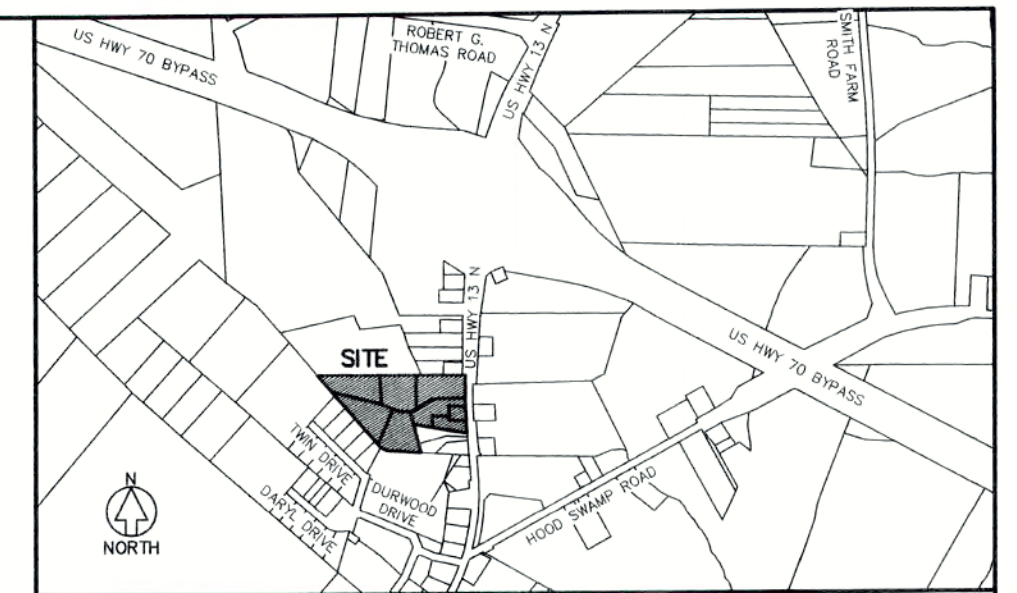 US HWY 70 BYPASS
ROBERT G.
THOMAS ROAD
US HWY 13 N
SMITH FARM
ROAD
US HWY 13 N
SITE
US HWY 70 BYPASS
TWIN DRIVE
DURWOOD
DRIVE
DARYL DRIVE
HOOD SWAMP ROAD
N
NORTH